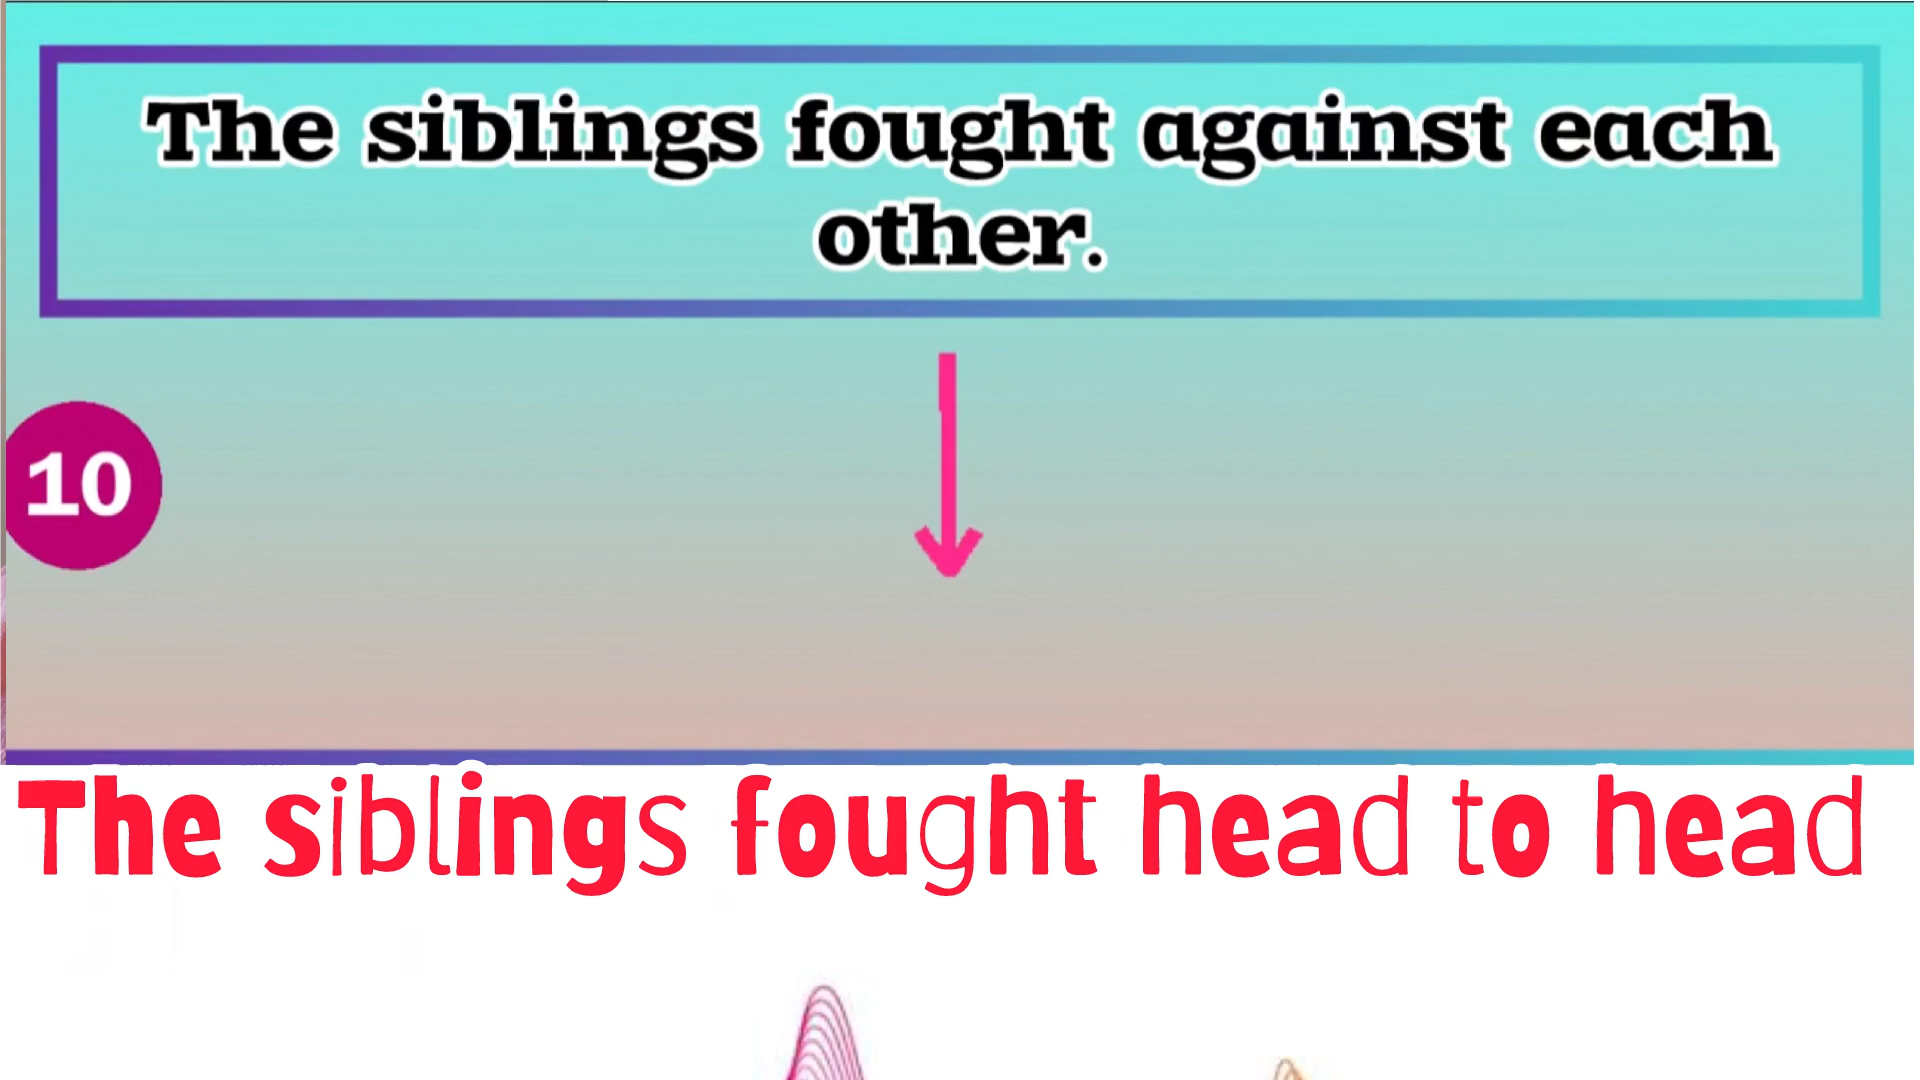 The siblings fought against each
other.
10
The siblings fought head to head